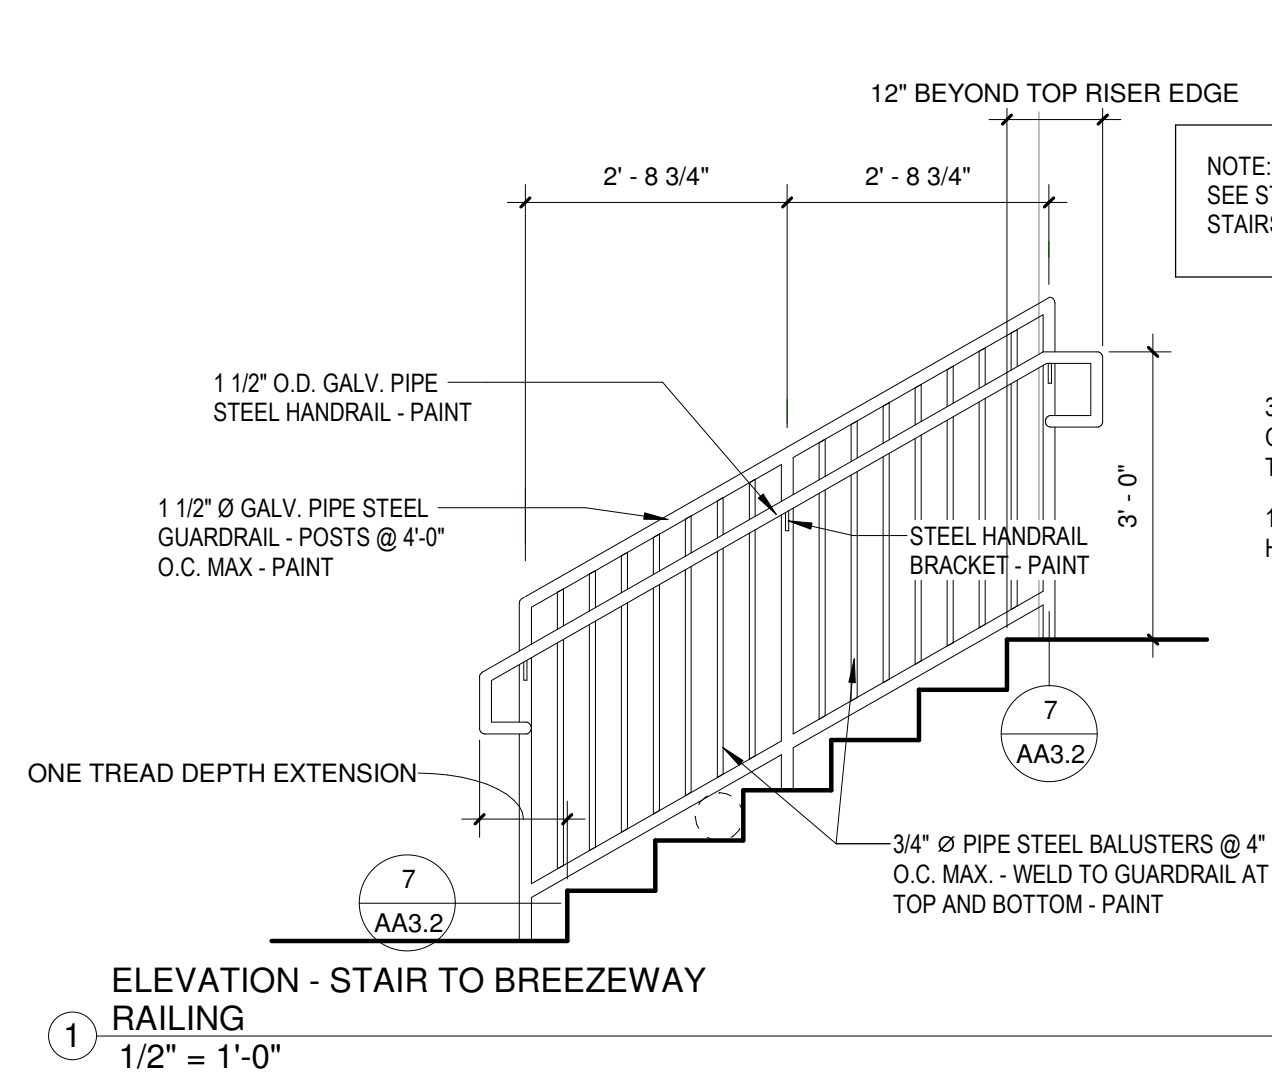 12" BEYOND TOP RISER EDGE
2' - 8 3/4"
2' - 8 3/4"
NOTE:
SEE
1 1/2" O.D. GALV. PIPE
STEEL HANDRAIL - PAINT
1 1/2" Ø GALV. PIPE STEEL
GUARDRAIL - POSTS @ 4'-0"
O.C. MAX - PAINT
3' - 0"
STEEL HANDRAIL
BRACKET - PAINT
7
AA3.2
ONE TREAD DEPTH EXTENSION
3/4" Ø PIPE STEEL BALUSTERS @ 4"
O.C. MAX. - WELD TO GUARDRAIL AT
TOP AND BOTTOM - PAINT
7
AA3.2
ELEVATION - STAIR TO BREEZEWAY
RAILING
1
1/2" = 1'-0"